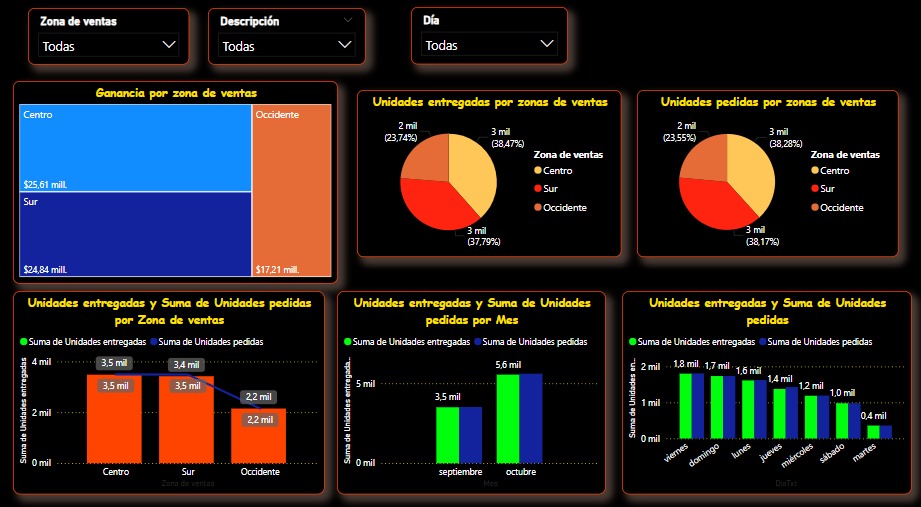 Zona de ventas
Todas
Descripción
Todas
Día
Todas
Ganancia por zona de ventas
Centro
$25,61 mill.
Sur
$24,84 mill.
Occidente
$17,21 mill.
Unidades entregadas por zonas de ventas
2 mil
(23,74%)
3 mil
(38,47%)
3 mil
(37,79%)
Zona de ventas
Centro
Sur
Occidente
Unidades pedidas por zonas de ventas
2 mil
(23,55%)
3 mil
(38,28%)
3 mil
(38,17%)
Zona de ventas
Centro
Sur
Occidente
Unidades entregadas y Suma de Unidades pedidas
por Zona de ventas
Suma de Unidades entregadas Suma de Unidades pedidas
Suma de Unidades entregada...
4 mil
2 mil
0 mil
3,5 mil
3,5 mil
3,4 mil
3,5 mil
2,2 mil
2,2 mil
Centro
Sur
Occidente
Zona de ventas
Unidades entregadas y Suma de Unidades
pedidas por Mes
Suma de Unidades entregadas Suma de Unidades pedidas
Suma de Unidades entregada...
5 mil
0 mil
3,5 mil
5,6 mil
septiembre
octubre
Mes
Unidades entregadas y Suma de Unidades
pedidas
Suma de Unidades entregadas Suma de Unidades pedidas
Suma de Unidades en...
2 mil
1 mil
0 mil
1,8 mil
1,7 mil
1,6 mil
1,4 mil
1,2 mil
1,0 mil
0,4 mil
viernes
domingo
lunes
jueves
miércoles
sábado
martes
DiaTxt